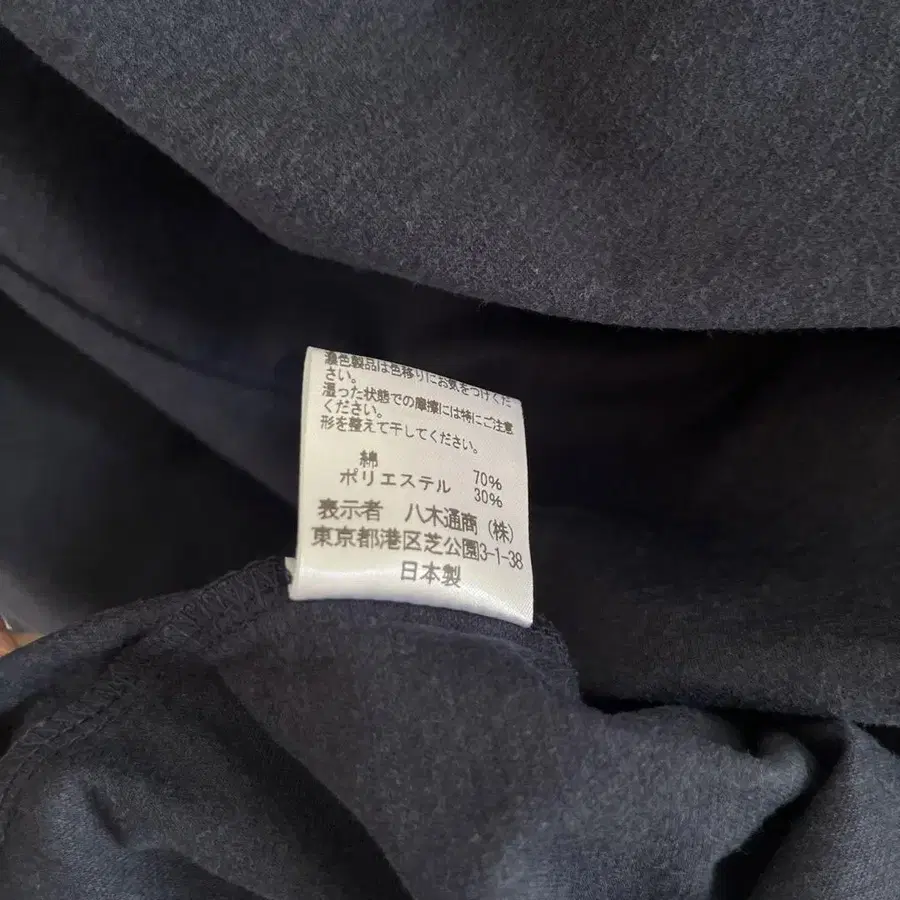 濃色製品は色移りにお気をつけくだ
さい。
湿った状態での摩擦には特にご注意
ください。
形を整えて干してください。
綿 70%
ポリエステル 30%
表示者 八木通商(株)
東京都港区芝公園3-1-38
日本製